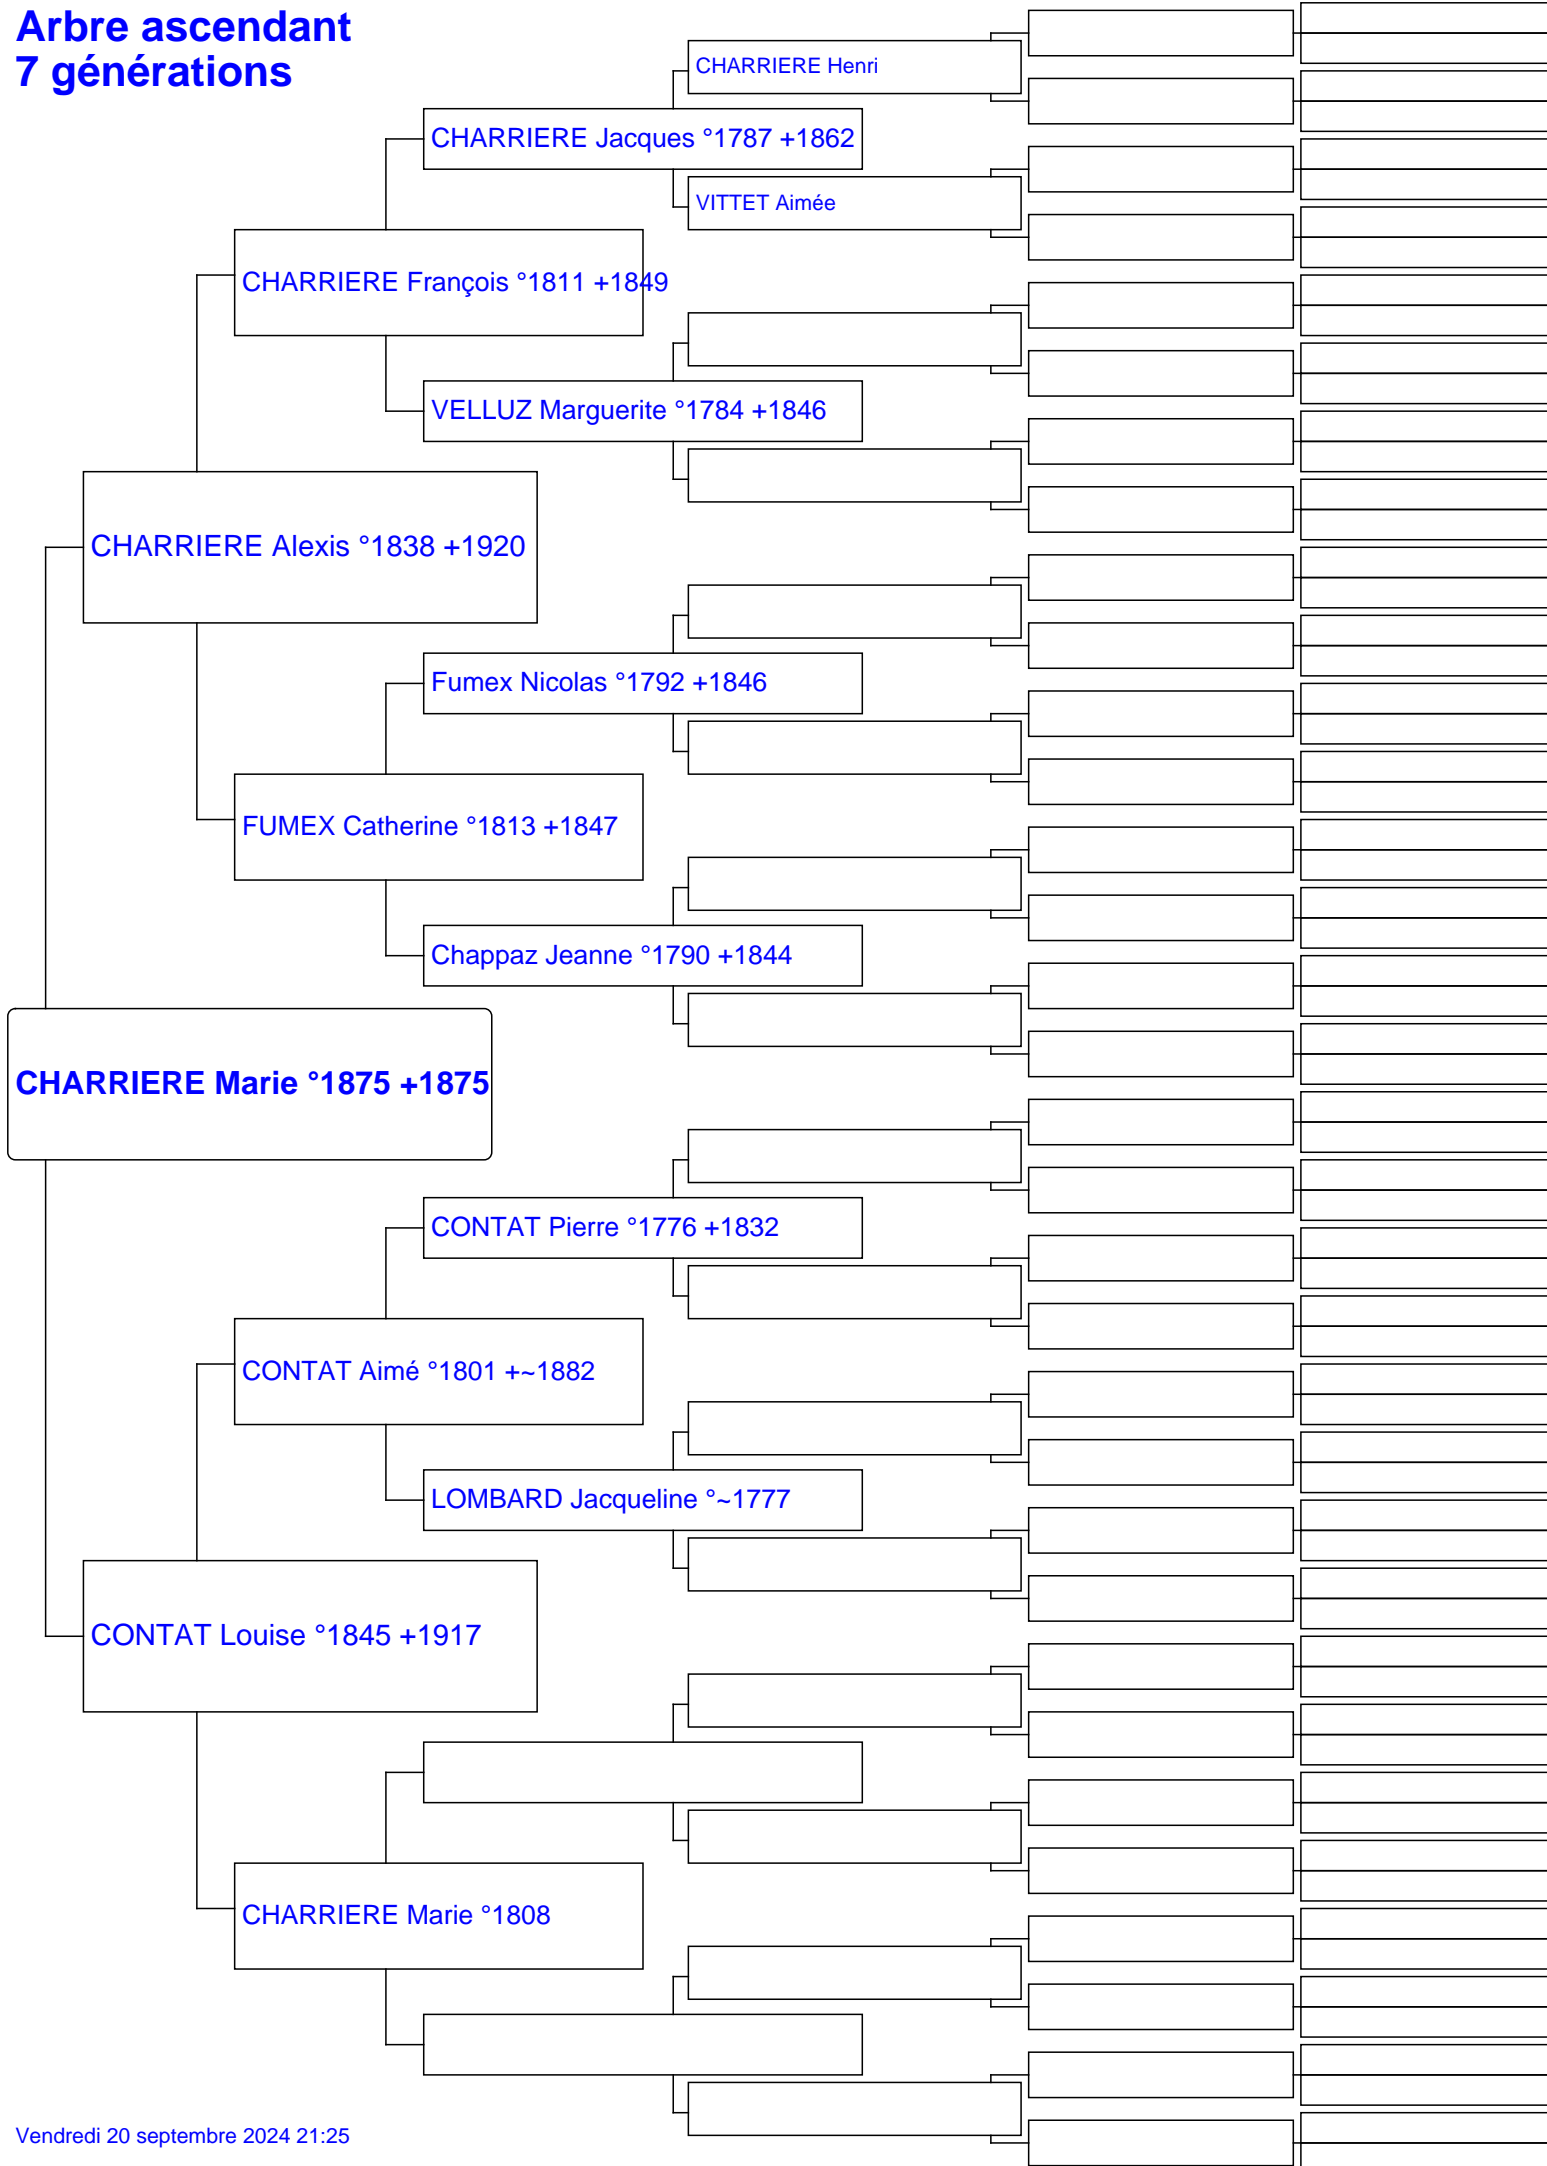 Arbre ascendant
7 générations
CHARRIERE Henri
CHARRIERE Jacques °1787 +1862
VITTET Aimée
CHARRIERE François °1811 +1849
VELLUZ Marguerite °1784 +1846
CHARRIERE Alexis °1838 +1920
Fumex Nicolas °1792 +1846
FUMEX Catherine °1813 +1847
Chappaz Jeanne °1790 +1844
CHARRIERE Marie °1875 +1875
CONTAT Pierre °1776 +1832
CONTAT Aimé °1801 +~1882
LOMBARD Jacqueline °~1777
CONTAT Louise °1845 +1917
CHARRIERE Marie °1808
Vendredi 20 septembre 2024 21:25